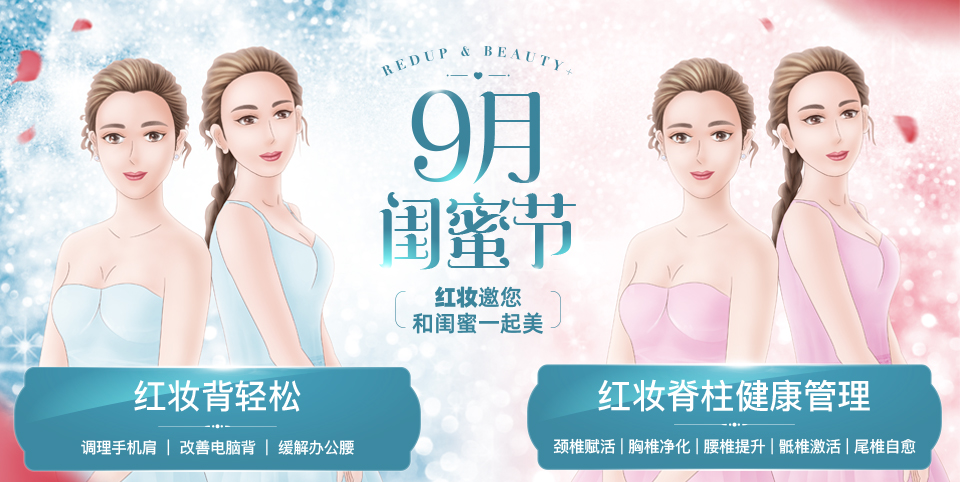 REDUP & BEAUTY+
9月
闺蜜节
红妆邀您
和闺蜜一起美
红妆背轻松
调理手机肩 | 改善电脑背 | 缓解办公腰
红妆脊柱健康管理
颈椎赋活 | 胸椎净化 | 腰椎提升 | 骶椎激活 | 尾椎自愈